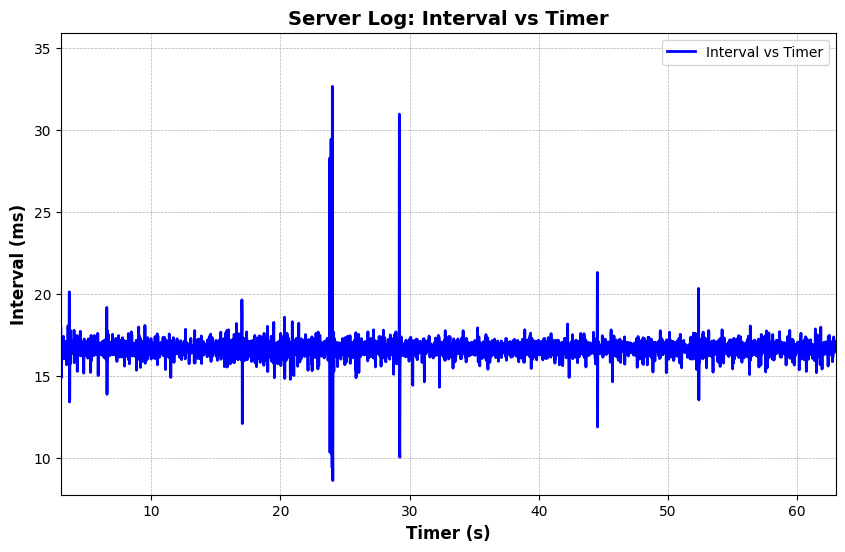 Server Log: Interval vs Timer
Interval vs Timer
Interval (ms)
35
30
25
20
15
10
10 20 30 40 50 60
Timer (s)